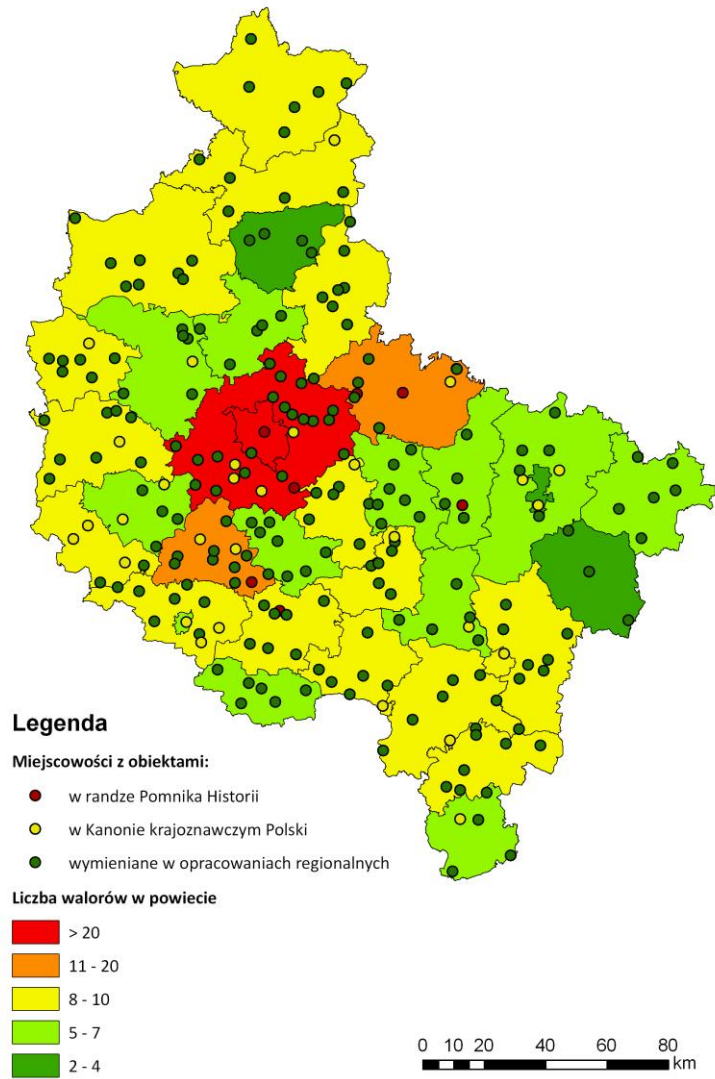 Legenda
Miejscowości z obiektami:
w randze Pomnika Historii
w Kanonie krajoznawczym Polski
wymieniane w opracowaniach regionalnych
Liczba walorów w powiecie
> 20
11 - 20
8 - 10
5 - 7
2 - 4
0 10 20 40 60 80
km